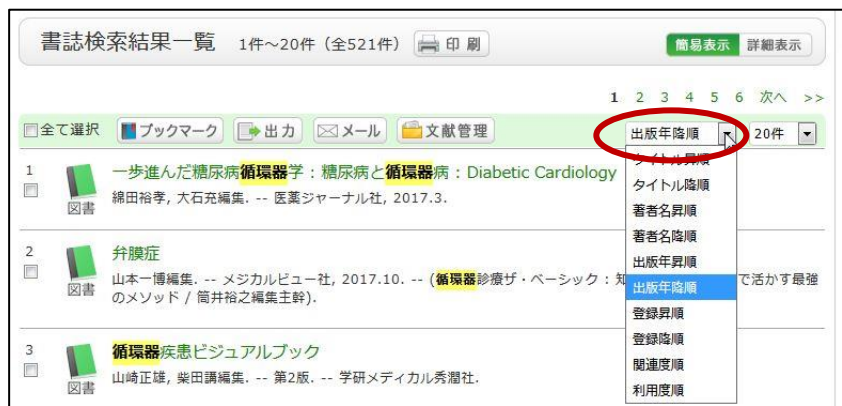 書誌検索結果一覧 1件～20件（全521件） 印 刷 簡易表示 詳細表示
1 2 3 4 5 6 次へ >>
全て選択 ブックマーク 出力 メール 文献管理 出版年降順 20件
タイトル昇順
タイトル降順
著者名昇順
著者名降順
出版年昇順
出版年降順
登録昇順
登録降順
関連度順
利用度順
1 図書
一歩進んだ糖尿病循環器学：糖尿病と循環器病：Diabetic Cardiology
綿田裕孝, 大石充編集. -- 医薬ジャーナル社, 2017.3.
2 図書
弁膜症
山本一博編集. -- メジカルビュー社, 2017.10. -- (循環器診療ザ・ベーシック : 知 で活かす最強
のメソッド / 筒井裕之編集主幹).
3 図書
循環器疾患ビジュアルブック
山崎正雄, 柴田講編集. -- 第2版. -- 学研メディカル秀潤社.